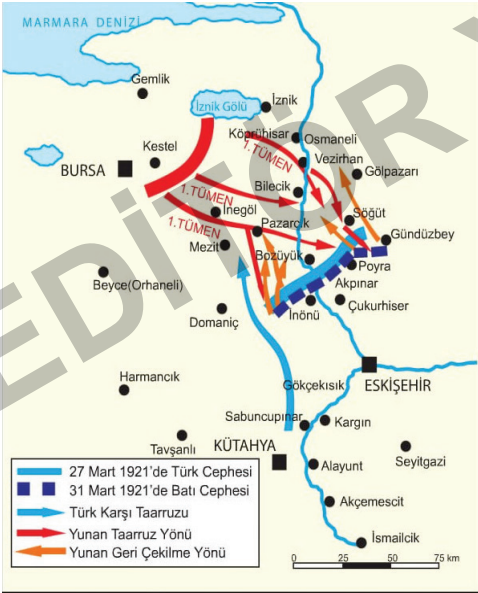 MARMARA DENİZİ
Gemlik
İznik Gölü
İznik
Köprühisar
Osmaneli
Kestel
1.TÜMEN
Vezirhan
BURSA
Gölpazarı
Bilecik
1.TÜMEN
İnegöl
Söğüt
1.TÜMEN
Pazarcık
Gündüzbey
Mezit
Bozüyük
Poyra
Beyce(Orhaneli)
Akpınar
Çukurhiser
İnönü
Domaniç
ESKİŞEHİR
Gökçekısık
Harmancık
Sabuncupınar
Kargın
Tavşanlı
KÜTAHYA
Seyitgazi
Alayunt
Akçemescit
İsmailcik
27 Mart 1921’de Türk Cephesi
31 Mart 1921’de Batı Cephesi
Türk Karşı Taarruzu
Yunan Taarruz Yönü
Yunan Geri Çekilme Yönü
0 25 50 75 km
EDİTÖR Y